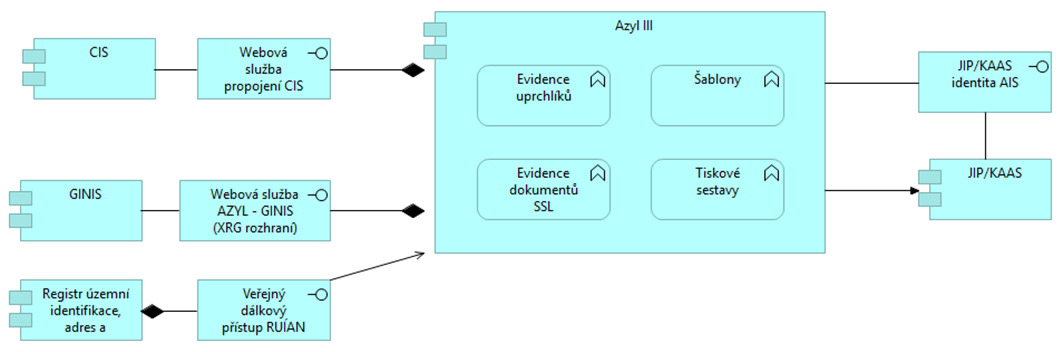 CIS
Webová
služba
propojení CIS
GINIS
Webová služba
AZYL - GINIS
(XRG rozhraní)
Registr územní
identifikace,
adres a
Veřejný
dálkový
přístup RUÍAN
Azyl III
Evidence
uprchlíků
Šablony
Evidence
dokumentů
SSL
Tiskové
sestavy
JIP/KAAS
identita AIS
JIP/KAAS